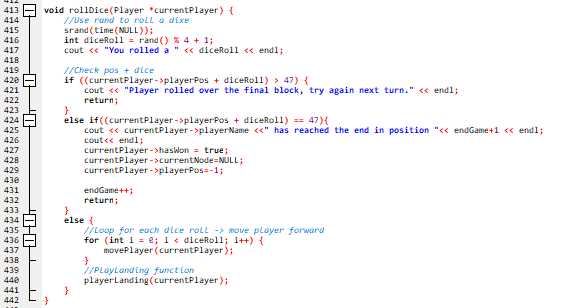 413 void rollDice(Player *currentPlayer) {
414 //Use rand to roll a dixe
415 srand(time(NULL));
416 int diceRoll = rand() % 4 + 1;
417 cout << "You rolled a " << diceRoll << endl;
418
419 //Check pos + dice
420 if ((currentPlayer->playerPos + diceRoll) > 47) {
421 cout << "Player rolled over the final block, try again next turn." << endl;
422 return;
423 }
424 else if((currentPlayer->playerPos + diceRoll) == 47){
425 cout << currentPlayer->playerName <<" has reached the end in position "<< endGame+1 << endl;
426 cout<< endl;
427 currentPlayer->hasWon = true;
428 currentPlayer->currentNode=NULL;
429 currentPlayer->playerPos=-1;
430
431 endGame++;
432 return;
433 }
434 else {
435 //Loop for each dice roll -> move player forward
436 for (int i = 0; i < diceRoll; i++) {
437 movePlayer(currentPlayer);
438 }
439 //PlayLanding function
440 playerLanding(currentPlayer);
441 }
442 }